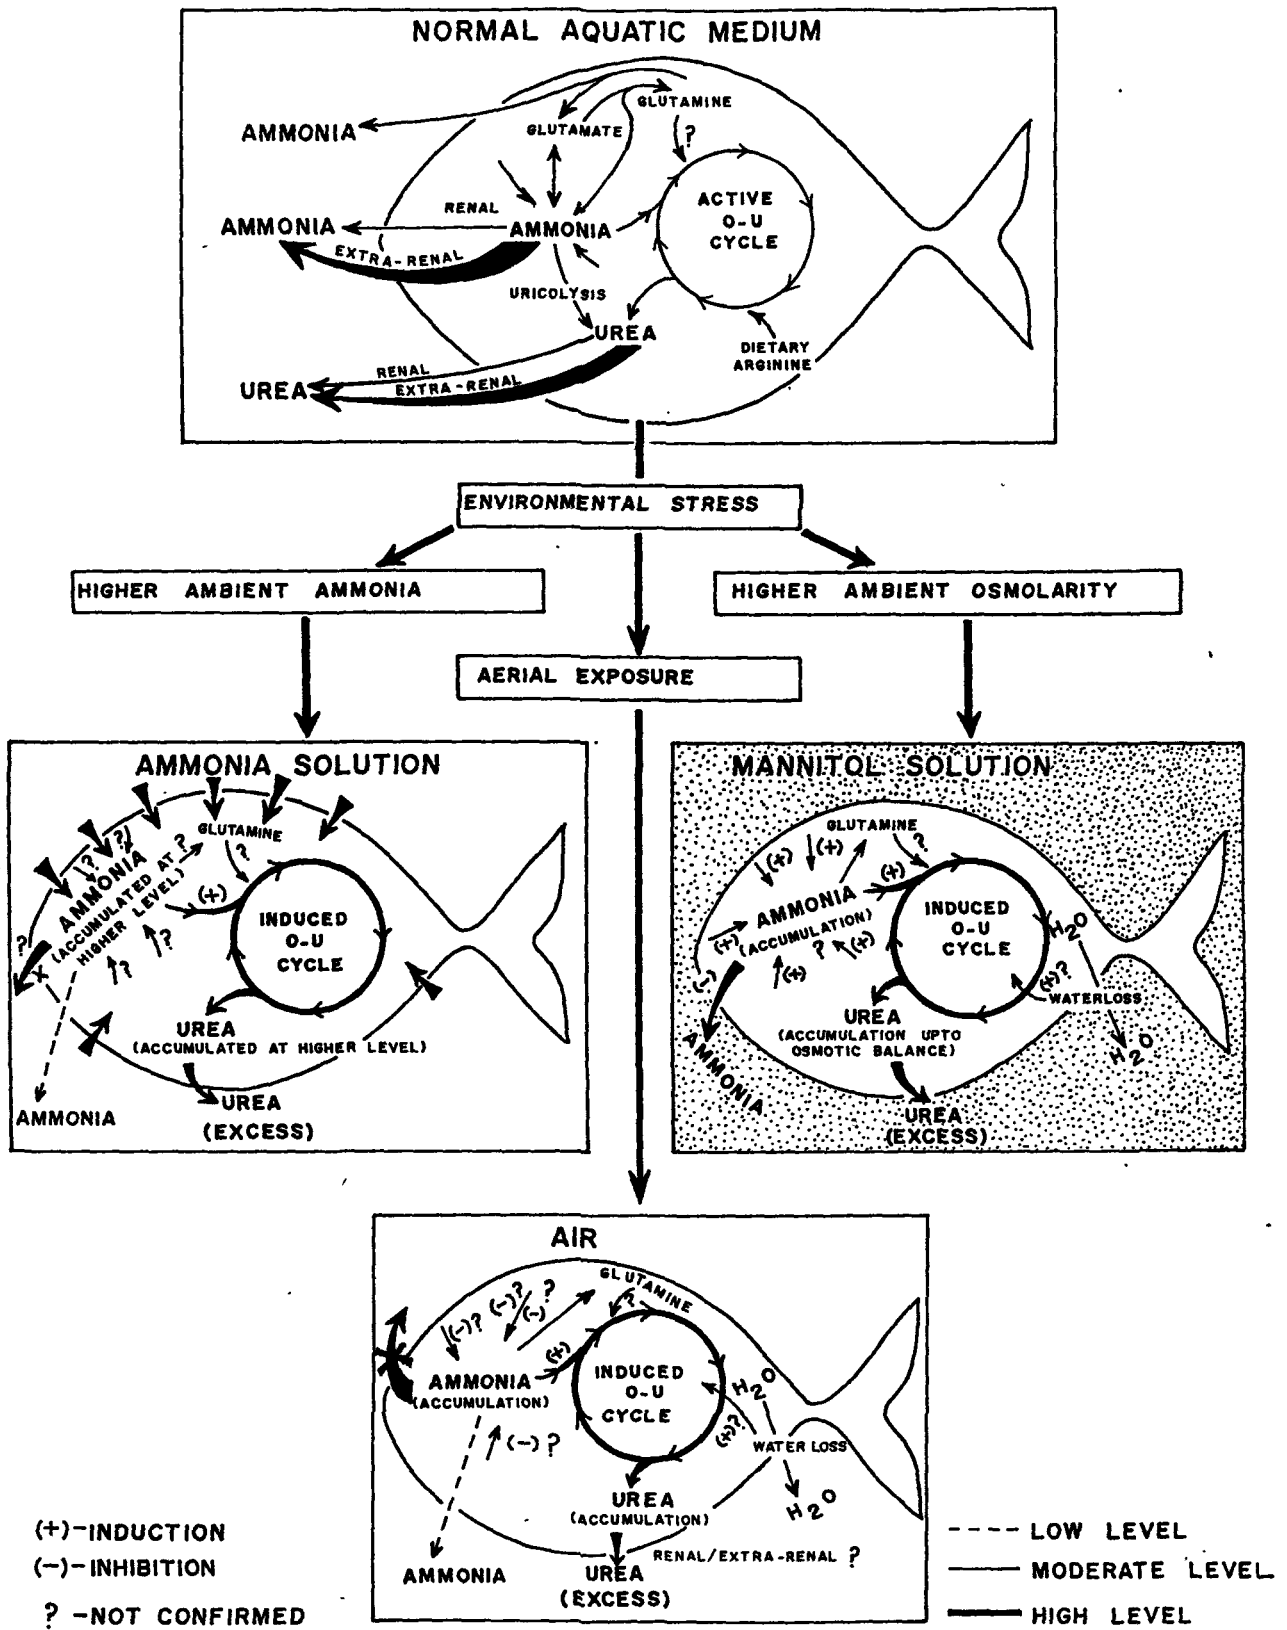 NORMAL AQUATIC MEDIUM
GLUTAMINE
AMMONIA
GLUTAMATE
?
ACTIVE
O-U
CYCLE
RENAL
AMMONIA
AMMONIA
EXTRA-RENAL
URICOLYSIS
UREA
DIETARY
ARGININE
RENAL
UREA
EXTRA-RENAL
ENVIRONMENTAL STRESS
HIGHER AMBIENT AMMONIA
HIGHER AMBIENT OSMOLARITY
AERIAL EXPOSURE
AMMONIA SOLUTION
GLUTAMINE
?
?
?
?
AMMONIA
(ACCUMULATED AT
HIGHER LEVEL)
(+)
?
?
?
X
INDUCED
O-U
CYCLE
UREA
(ACCUMULATED AT HIGHER LEVEL)
AMMONIA
UREA
(EXCESS)
MANNITOL SOLUTION
GLUTAMINE
?
(+)
(+)
(+)
AMMONIA
(ACCUMULATION)
(+)
?
(+)
(+)
(-)
INDUCED
O-U
CYCLE
H2O
(+)?
WATERLOSS
H2O
UREA
(ACCUMULATION UPTO
OSMOTIC BALANCE)
AMMONIA
UREA
(EXCESS)
AIR
GLUTAMINE
?
(-)?
(-)?
(-)
?
(+)
AMMONIA
(ACCUMULATION)
(-)?
INDUCED
O-U
CYCLE
H2O
(+)?
WATER LOSS
H2O
UREA
(ACCUMULATION)
RENAL/EXTRA-RENAL ?
AMMONIA
UREA
(EXCESS)
(+)-INDUCTION
(-)-INHIBITION
? -NOT CONFIRMED
LOW LEVEL
MODERATE LEVEL
HIGH LEVEL